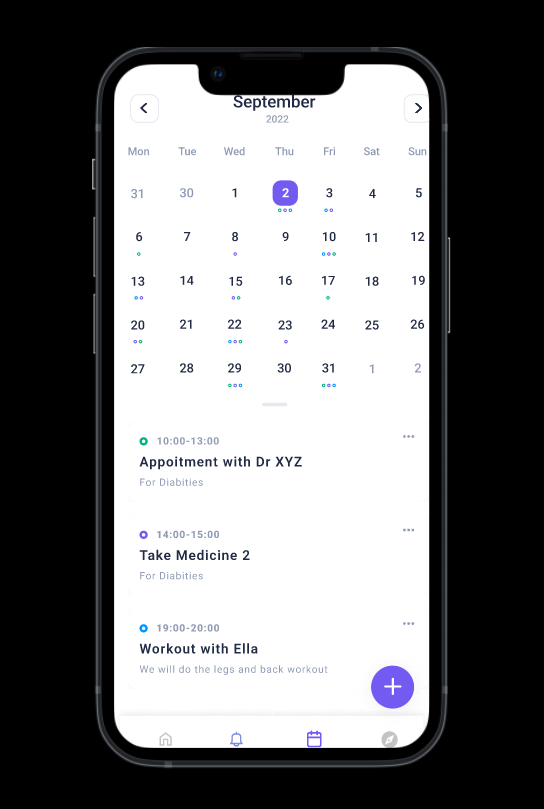 September
2022
Mon Tue Wed Thu Fri Sat Sun
31 30 1 2 3 4 5
6 7 8 9 10 11 12
13 14 15 16 17 18 19
20 21 22 23 24 25 26
27 28 29 30 31 1 2
10:00-13:00
Appoitment with Dr XYZ
For Diabities
14:00-15:00
Take Medicine 2
For Diabities
19:00-20:00
Workout with Ella
We will do the legs and back workout